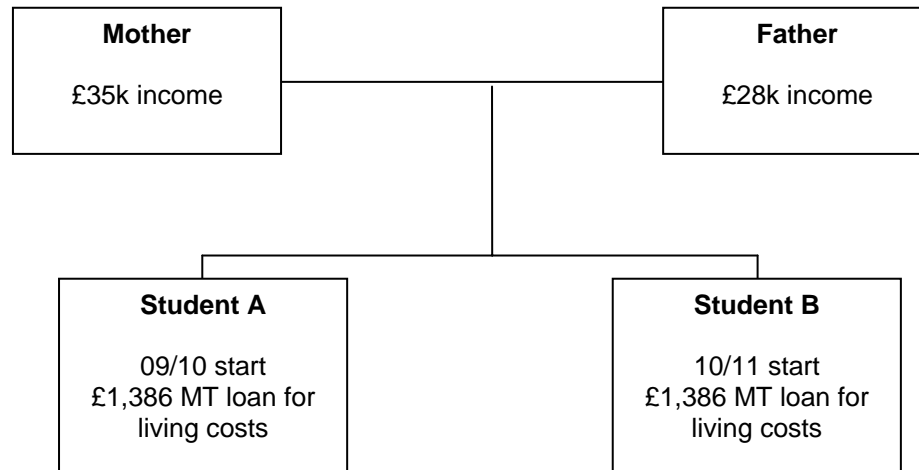 Mother
£35k income
Father
£28k income
Student A
09/10 start
£1,386 MT loan for
living costs
Student B
10/11 start
£1,386 MT loan for
living costs